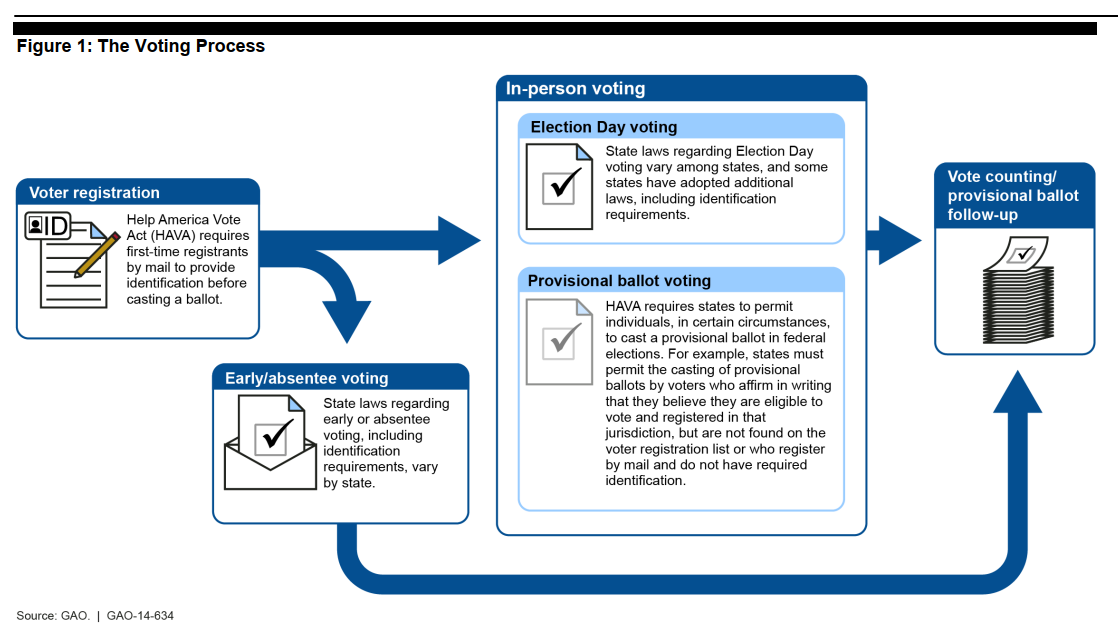 Figure 1: The Voting Process
Voter registration
ID
Help America Vote
Act (HAVA) requires
first-time registrants
by mail to provide
identification before
casting a ballot.
Early/absentee voting
State laws regarding
early or absentee
voting, including
identification
requirements, vary
by state.
In-person voting
Election Day voting
State laws regarding Election Day
voting vary among states, and some
states have adopted additional
laws, including identification
requirements.
Provisional ballot voting
HAVA requires states to permit
individuals, in certain circumstances,
to cast a provisional ballot in federal
elections. For example, states must
permit the casting of provisional
ballots by voters who affirm in writing
that they believe they are eligible to
vote and registered in that
jurisdiction, but are not found on the
voter registration list or who register
by mail and do not have required
identification.
Vote counting/
provisional ballot
follow-up
Source: GAO. | GAO-14-634